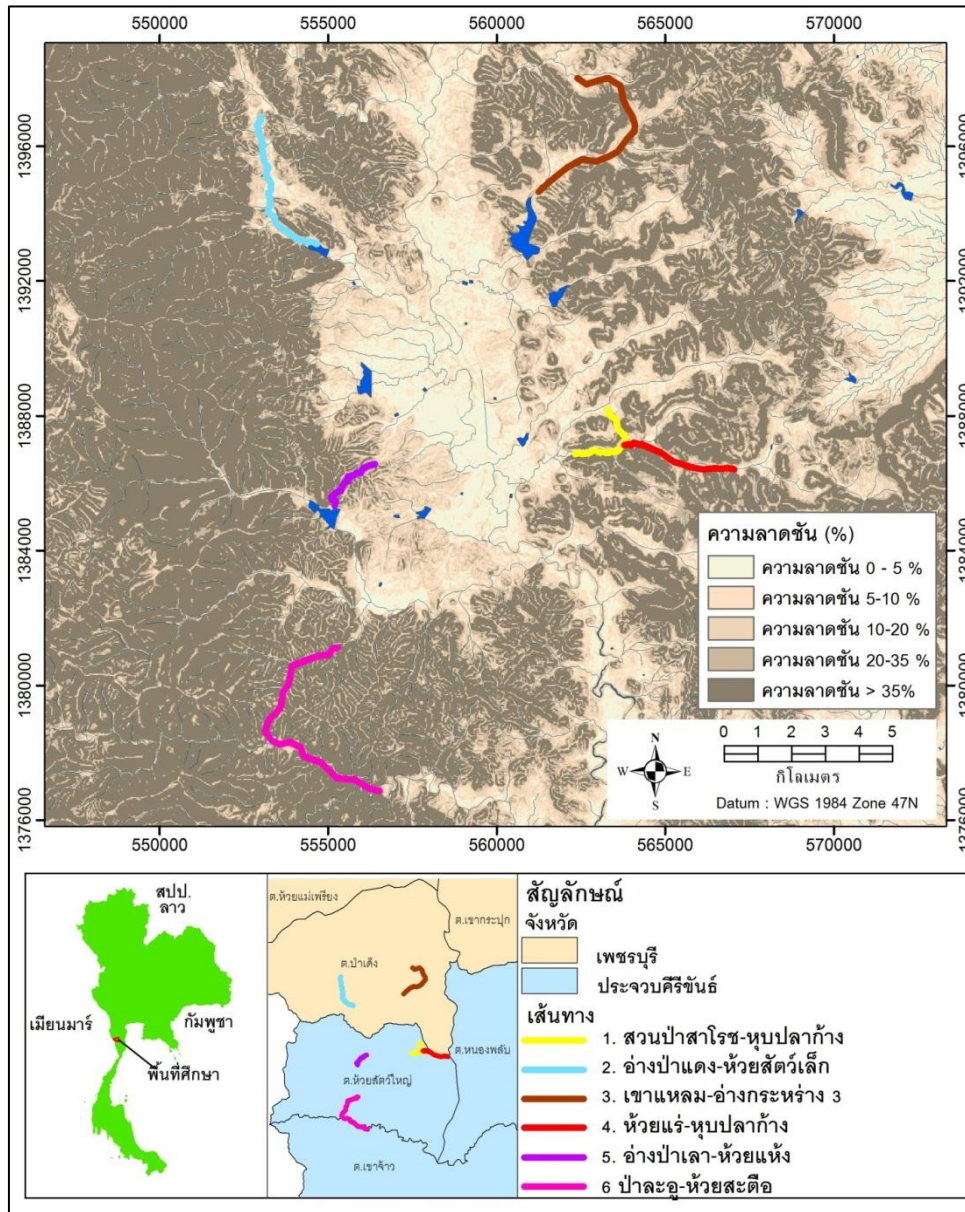 550000 555000 560000 565000 570000
1396000 1396000
1392000 1392000
1388000 1388000
1384000 1384000
1380000 1380000
1376000 1376000
ความลาดชัน (%)
ความลาดชัน 0 - 5 %
ความลาดชัน 5-10 %
ความลาดชัน 10-20 %
ความลาดชัน 20-35 %
ความลาดชัน > 35%
N
W E
S
0 1 2 3 4 5
กิโลเมตร
Datum : WGS 1984 Zone 47N
550000 555000 560000 565000 570000
สปป.
ลาว
เมียนมาร์
กัมพูชา
พื้นที่ศึกษา
ต.ห้วยแม่เพรียง
ต.เขากระปุก
ต.ป่าเด็ง
ต.หนองพลับ
ต.ห้วยสัตว์ใหญ่
ต.เขาจ้าว
สัญลักษณ์
จังหวัด
เพชรบุรี
ประจวบคีรีขันธ์
เส้นทาง
1. สวนป่าสาโรช-หุบปลาก้าง
2. อ่างป่าแดง-ห้วยสัตว์เล็ก
3. เขาแหลม-อ่างกระหร่าง 3
4. ห้วยแร่-หุบปลาก้าง
5. อ่างป่าเลา-ห้วยแห้ง
6 ป่าละอู-ห้วยสะตือ